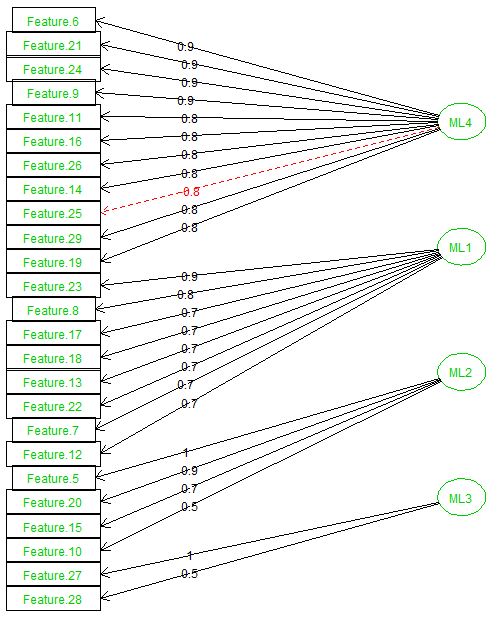 Feature.6
Feature.21
0.9
Feature.24
0.9
0.9
Feature.9
0.9
Feature.11
0.8
ML4
Feature.16
0.8
0.8
Feature.26
0.8
Feature.14
-0.8
Feature.25
0.8
0.8
Feature.29
Feature.19
ML1
Feature.23
0.9
0.8
Feature.8
0.7
Feature.17
0.7
0.7
Feature.18
0.7
ML2
Feature.13
0.7
0.7
Feature.22
Feature.7
Feature.12
1
Feature.5
0.9
0.7
ML3
Feature.20
0.5
Feature.15
Feature.10
1
Feature.27
0.5
Feature.28